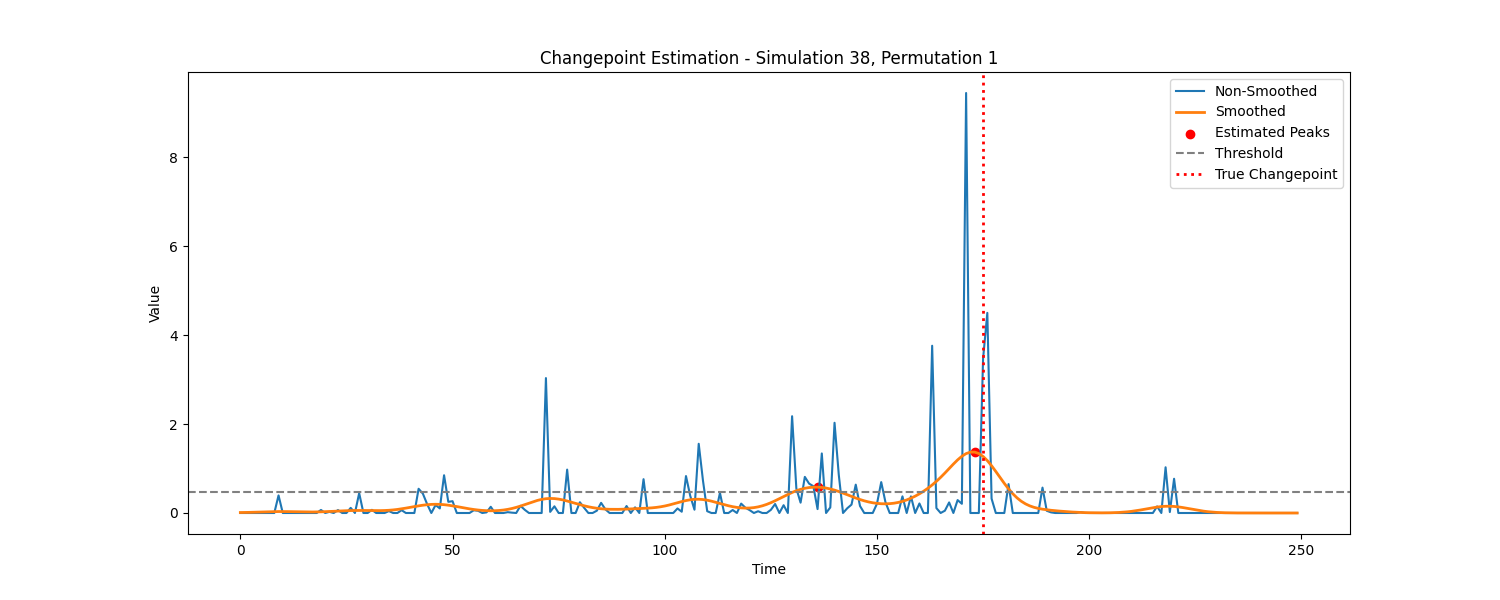 Changepoint Estimation - Simulation 38, Permutation 1
Non-Smoothed
Smoothed
Estimated Peaks
Threshold
True Changepoint
Value
8
6
4
2
0
0 50 100 150 200 250
Time